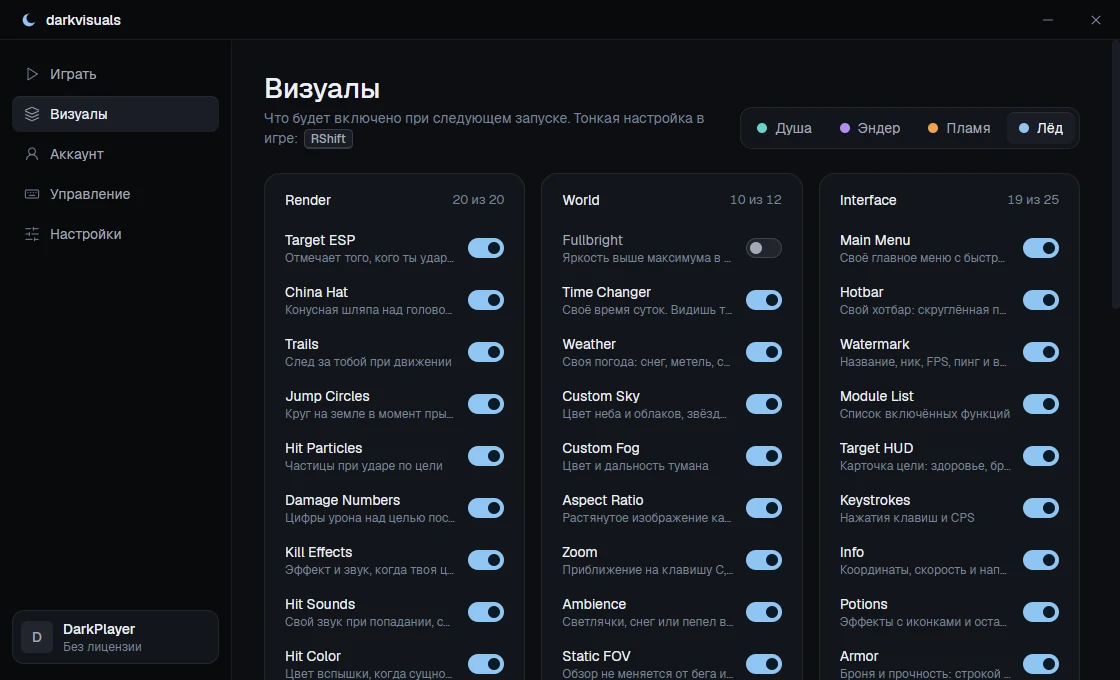 darkvisuals
Играть
Визуалы
Аккаунт
Управление
Настройки
D
DarkPlayer
Без лицензии
Визуалы
Что будет включено при следующем запуске. Тонкая настройка в
игре: RShift
Душа
Эндер
Пламя
Лёд
Render
20 из 20
Target ESP
Отмечает того, кого ты удар…
China Hat
Конусная шляпа над голово…
Trails
След за тобой при движении
Jump Circles
Круг на земле в момент пры…
Hit Particles
Частицы при ударе по цели
Damage Numbers
Цифры урона над целью пос…
Kill Effects
Эффект и звук, когда твоя ц…
Hit Sounds
Свой звук при попадании, с…
Hit Color
Цвет вспышки, когда сущно…
World
10 из 12
Fullbright
Яркость выше максимума в …
Time Changer
Своё время суток. Видишь т…
Weather
Своя погода: снег, метель, с…
Custom Sky
Цвет неба и облаков, звёзд…
Custom Fog
Цвет и дальность тумана
Aspect Ratio
Растянутое изображение ка…
Zoom
Приближение на клавишу C,…
Ambience
Светлячки, снег или пепел в…
Static FOV
Обзор не меняется от бега и…
Interface
19 из 25
Main Menu
Своё главное меню с быстр…
Hotbar
Свой хотбар: скруглённая п…
Watermark
Название, ник, FPS, пинг и в…
Module List
Список включённых функций
Target HUD
Карточка цели: здоровье, бр…
Keystrokes
Нажатия клавиш и CPS
Info
Координаты, скорость и нап…
Potions
Эффекты с иконками и оста…
Armor
Броня и прочность: строкой …